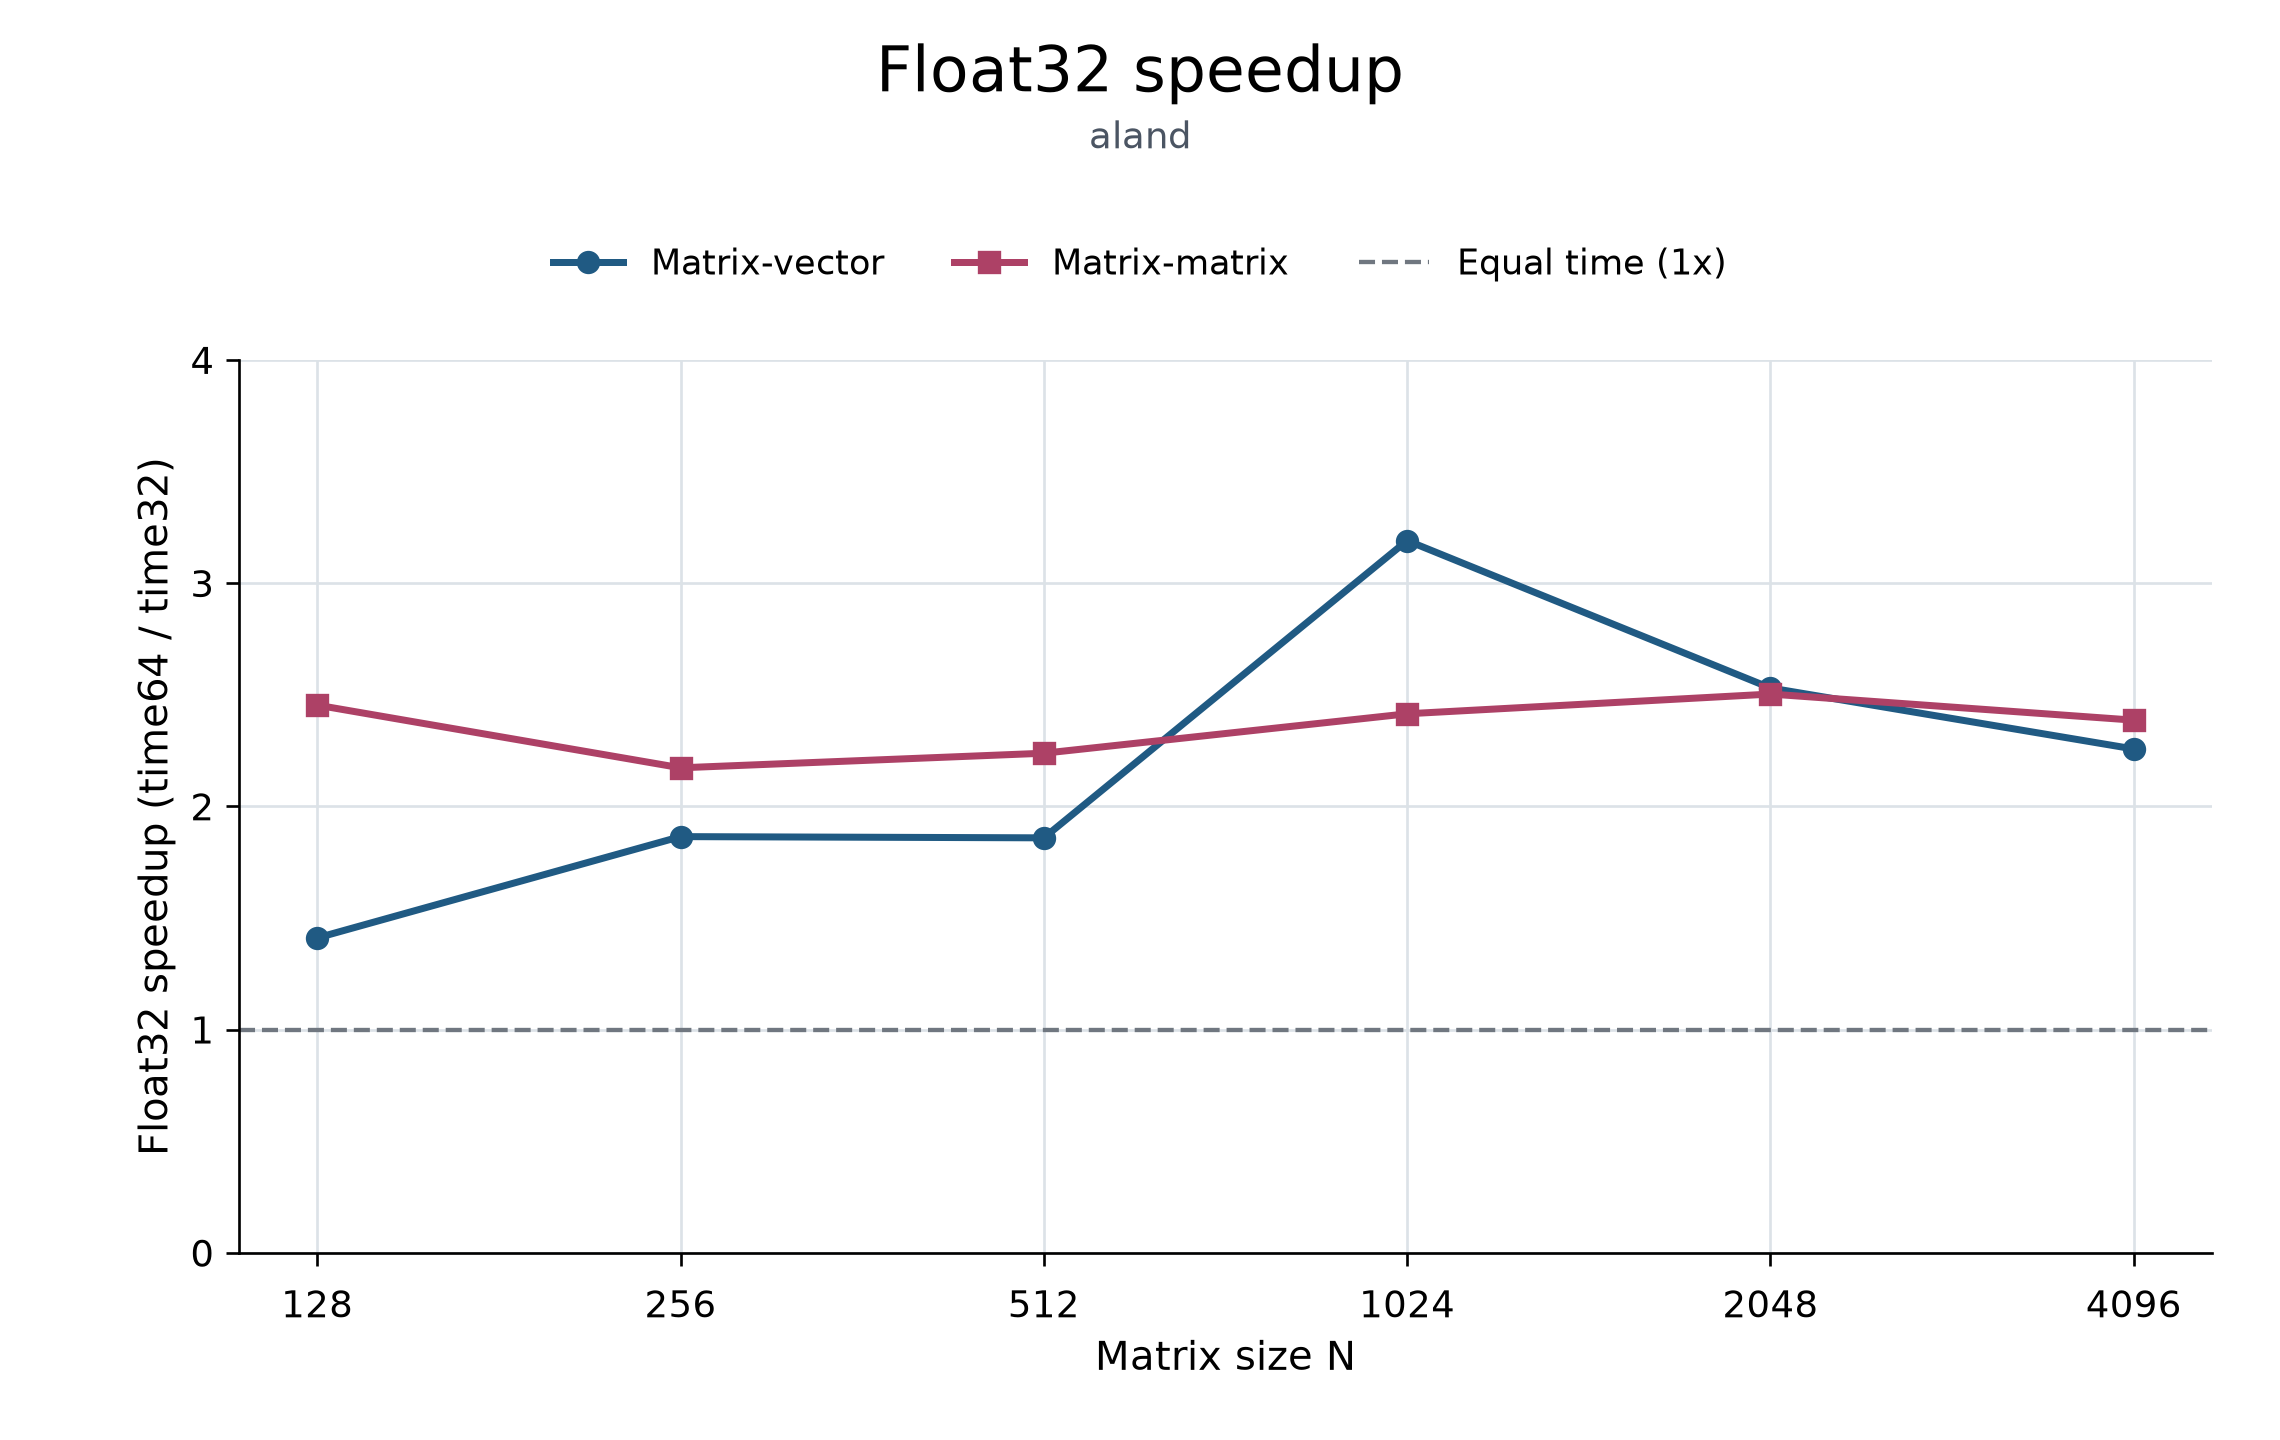 Float32 speedup
aland
Matrix-vector
Matrix-matrix
Equal time (1x)
Float32 speedup (time64 / time32)
4
3
2
1
0
128
256
512
1024
2048
4096
Matrix size N